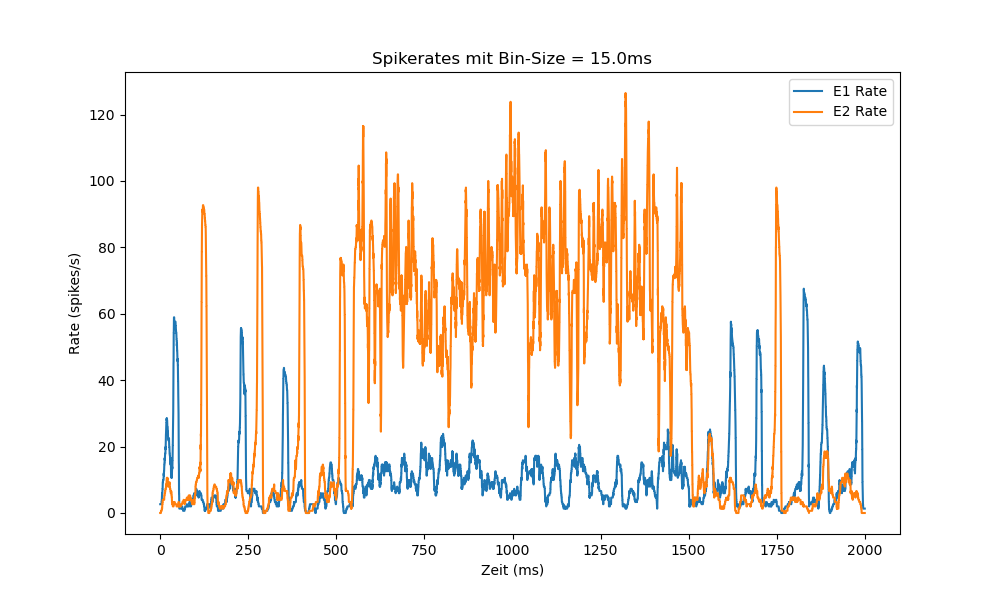 Spikerates mit Bin-Size = 15.0ms
E1 Rate
E2 Rate
120
100
80
60
40
20
0
Rate (spikes/s)
0 250 500 750 1000 1250 1500 1750 2000
Zeit (ms)